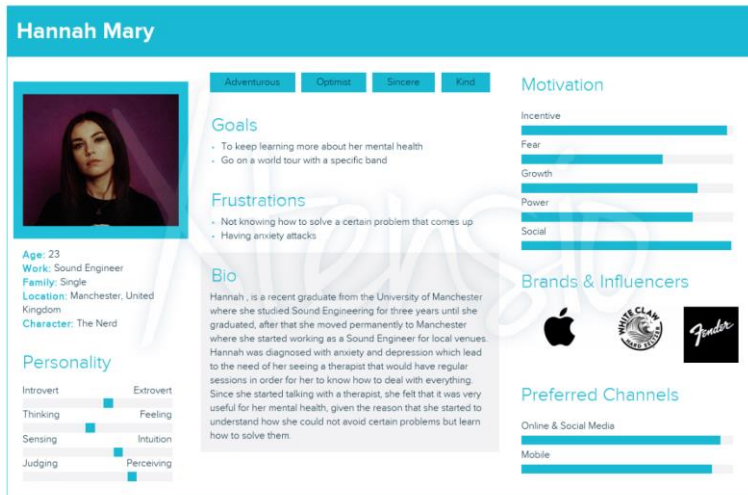 Hannah Mary
Adventurous
Optimist
Sincere
Kind
Goals
To keep learning more about her mental health
Go on a world tour with a specific band
Frustrations
Not knowing how to solve a certain problem that comes up
Having anxiety attacks
Age: 23
Work: Sound Engineer
Family: Single
Location: Manchester, United
Kingdom
Character: The Nerd
Personality
Introvert Extrovert
Thinking Feeling
Sensing Intuition
Judging Perceiving
Bio
Hannah , is a recent graduate from the University of Manchester
where she studied Sound Engineering for three years until she
graduated, after that she moved permanently to Manchester
where she started working as a Sound Engineer for local venues.
Hannah was diagnosed with anxiety and depression which lead
to the need of her seeing a therapist that would have regular
sessions in order for her to know how to deal with everything.
Since she started talking with a therapist, she felt that it was very
useful for her mental health, given the reason that she started to
understand how she could not avoid certain problems but learn
how to solve them.
Motivation
Incentive
Fear
Growth
Power
Social
Brands & Influencers
WHITE CLAW
HARD SELTZER
Fender
Preferred Channels
Online & Social Media
Mobile
Xtensio